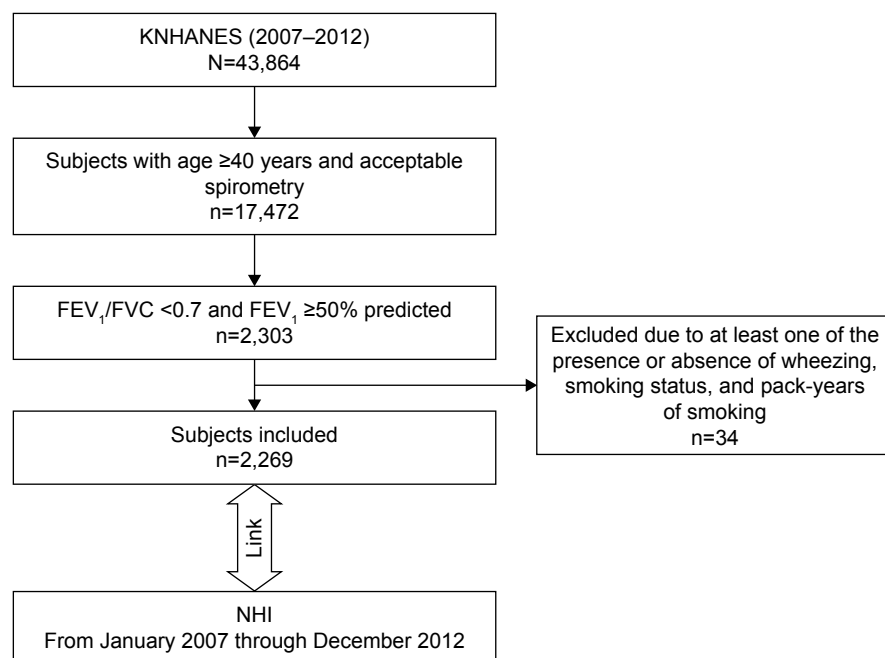 KNHANES (2007–2012)
N=43,864
Subjects with age ≥40 years and acceptable
spirometry
n=17,472
FEV₁/FVC <0.7 and FEV₁ ≥50% predicted
n=2,303
Excluded due to at least one of the
presence or absence of wheezing,
smoking status, and pack-years
of smoking
n=34
Subjects included
n=2,269
Link
NHI
From January 2007 through December 2012